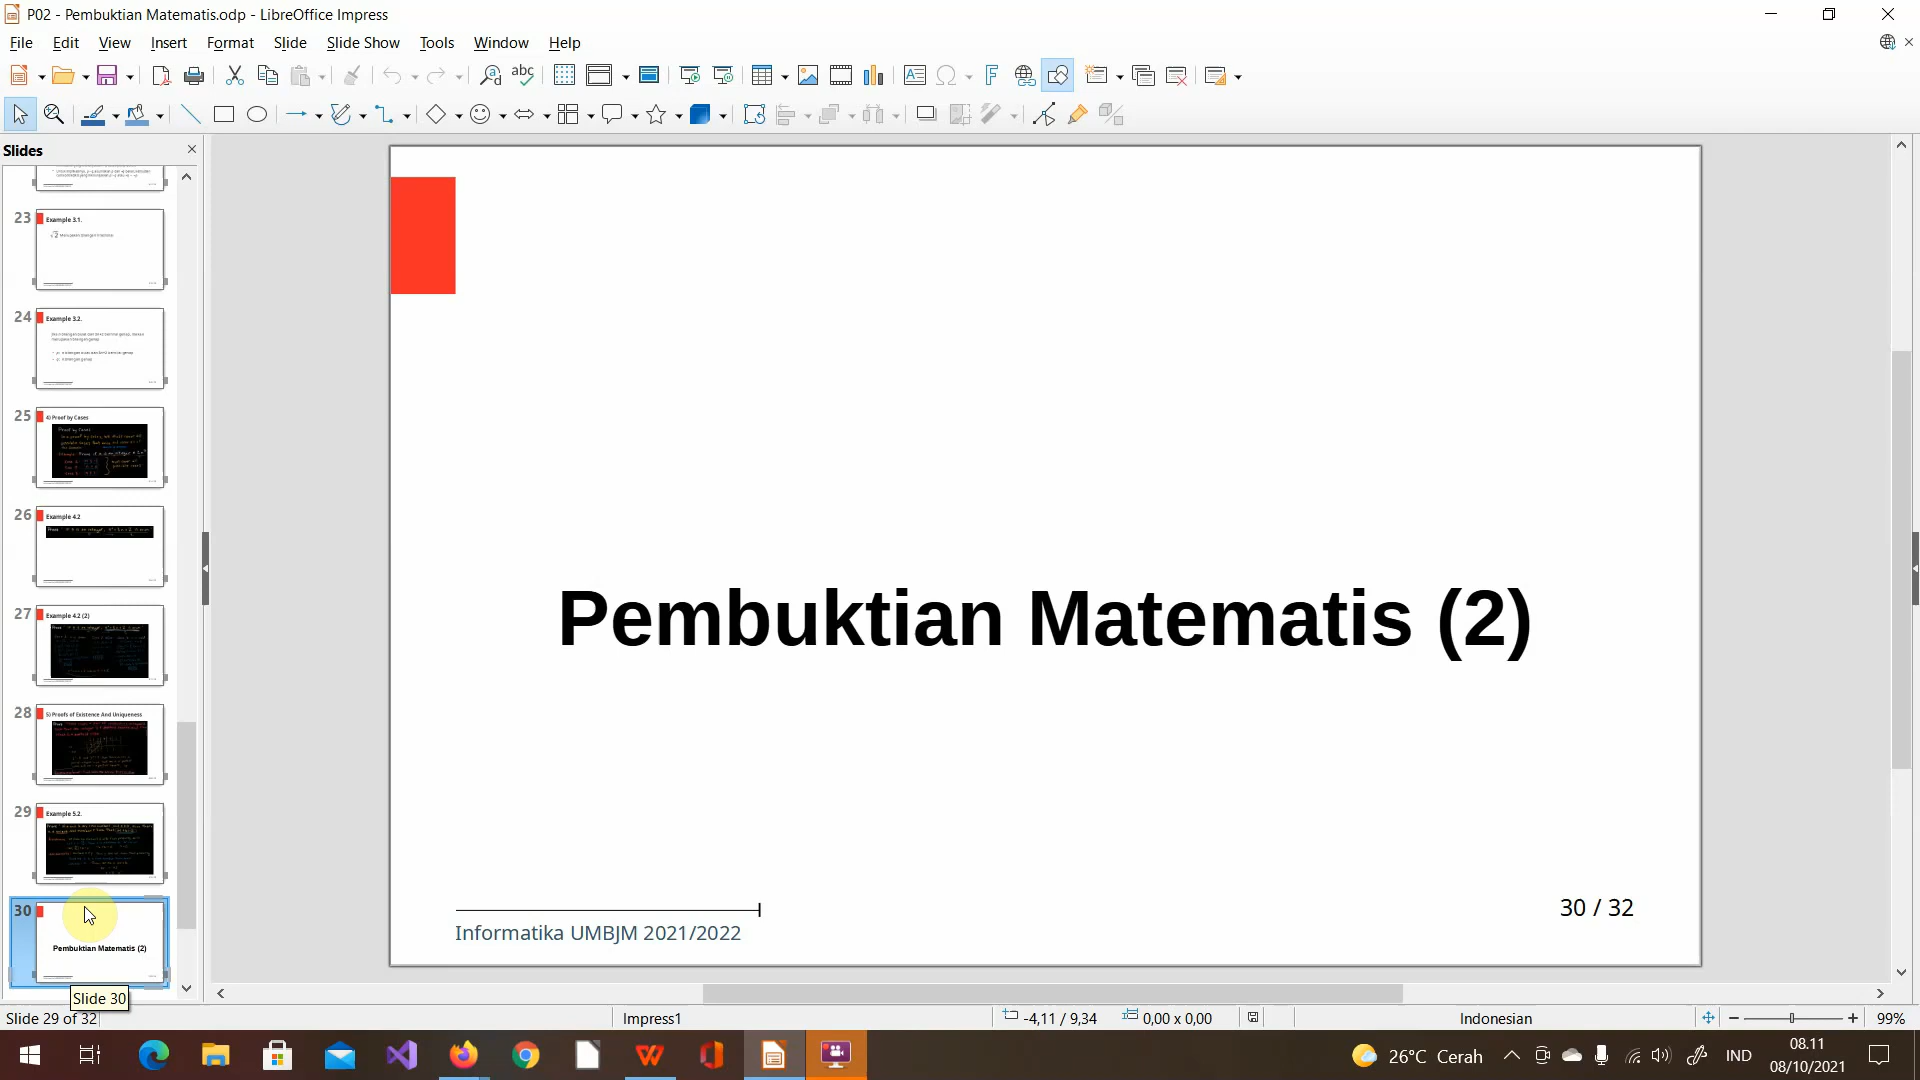 P02 - Pembuktian Matematis.odp - LibreOffice Impress
File Edit View Insert Format Slide Slide Show Tools Window Help
Slides
23 Example 3.1.
24 Example 3.2.
25 4) Proof by Cases
Proof by Cases
26 Example 4.2
27 Example 4.2 (2)
28 5) Proofs of Existence And Uniqueness
29 Example 5.2.
30
Pembuktian Matematis (2)
Slide 30
Pembuktian Matematis (2)
Informatika UMBJM 2021/2022
30 / 32
Slide 29 of 32
Impress1
-4,11 / 9,34
0,00 x 0,00
Indonesian
99%
26°C Cerah
IND
08.11
08/10/2021